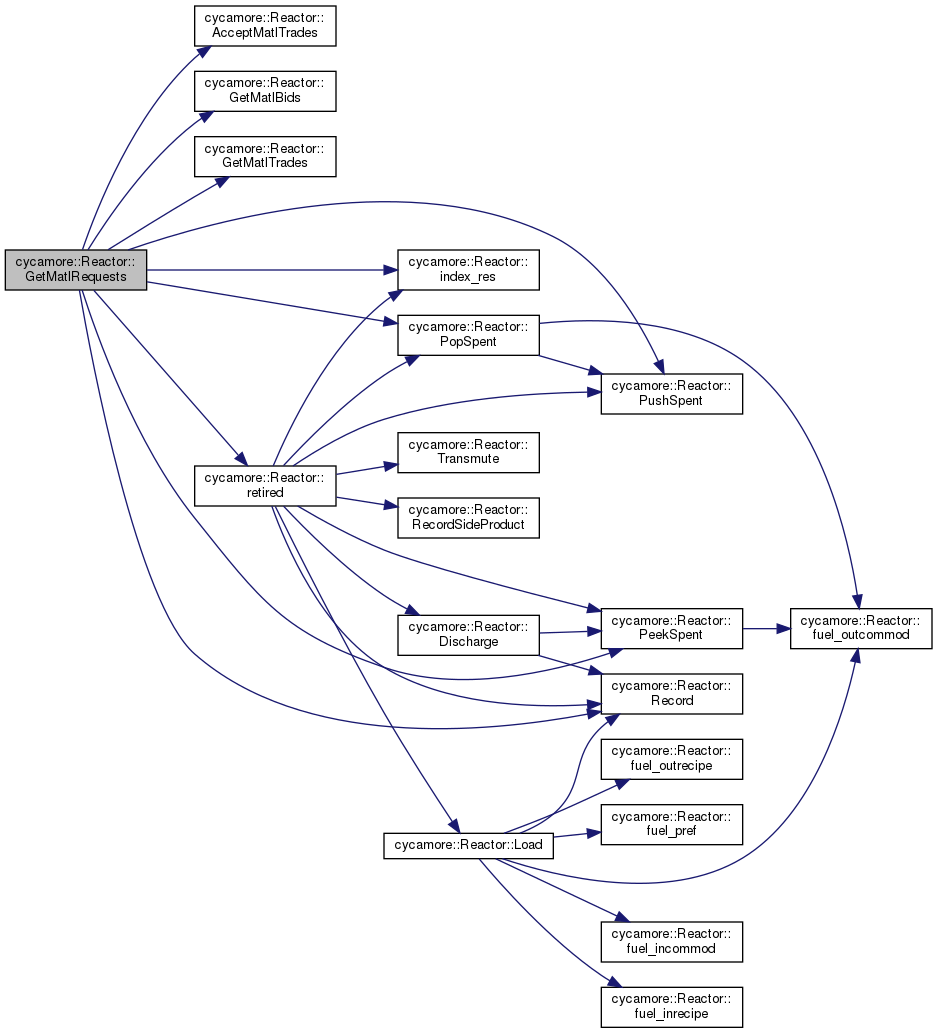 cycamore::Reactor::
AcceptMatlTrades
cycamore::Reactor::
GetMatlBids
cycamore::Reactor::
GetMatlTrades
cycamore::Reactor::
GetMatlRequests
cycamore::Reactor::
index_res
cycamore::Reactor::
PopSpent
cycamore::Reactor::
PushSpent
cycamore::Reactor::
Transmute
cycamore::Reactor::
retired
cycamore::Reactor::
RecordSideProduct
cycamore::Reactor::
Discharge
cycamore::Reactor::
PeekSpent
cycamore::Reactor::
fuel_outcommod
cycamore::Reactor::
Record
cycamore::Reactor::
fuel_outrecipe
cycamore::Reactor::
fuel_pref
cycamore::Reactor::Load
cycamore::Reactor::
fuel_incommod
cycamore::Reactor::
fuel_inrecipe